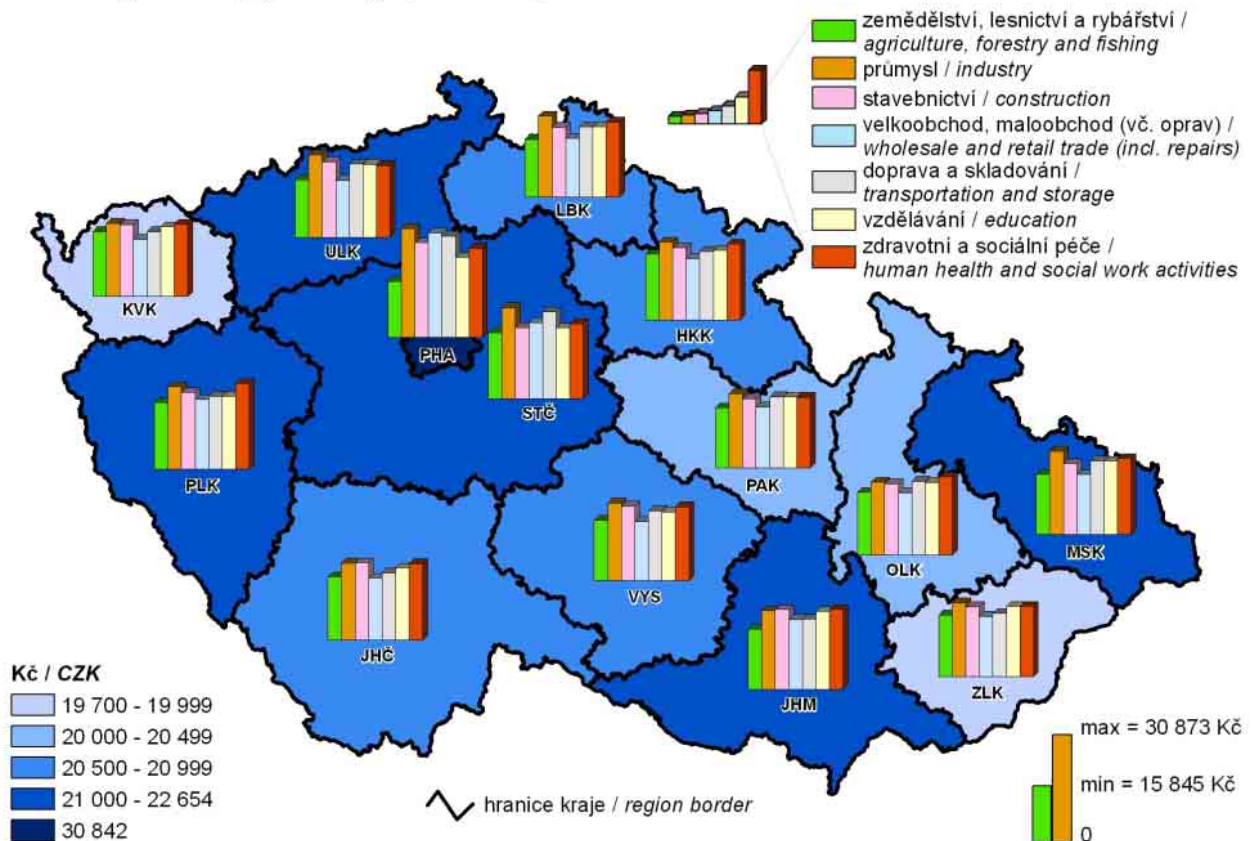 zemědělství, lesnictví a rybářství /
agriculture, forestry and fishing
průmysl / industry
stavebnictví / construction
velkoobchod, maloobchod (vč. oprav) /
wholesale and retail trade (incl. repairs)
doprava a skladování /
transportation and storage
vzdělávání / education
zdravotní a sociální péče /
human health and social work activities
LBK
ULK
KVK
HKK
PHA
STČ
PLK
PAK
OLK
MSK
VYS
JHČ
JHM
ZLK
Kč / CZK
19 700 - 19 999
20 000 - 20 499
20 500 - 20 999
21 000 - 22 654
30 842
hranice kraje / region border
max = 30 873 Kč
min = 15 845 Kč
0